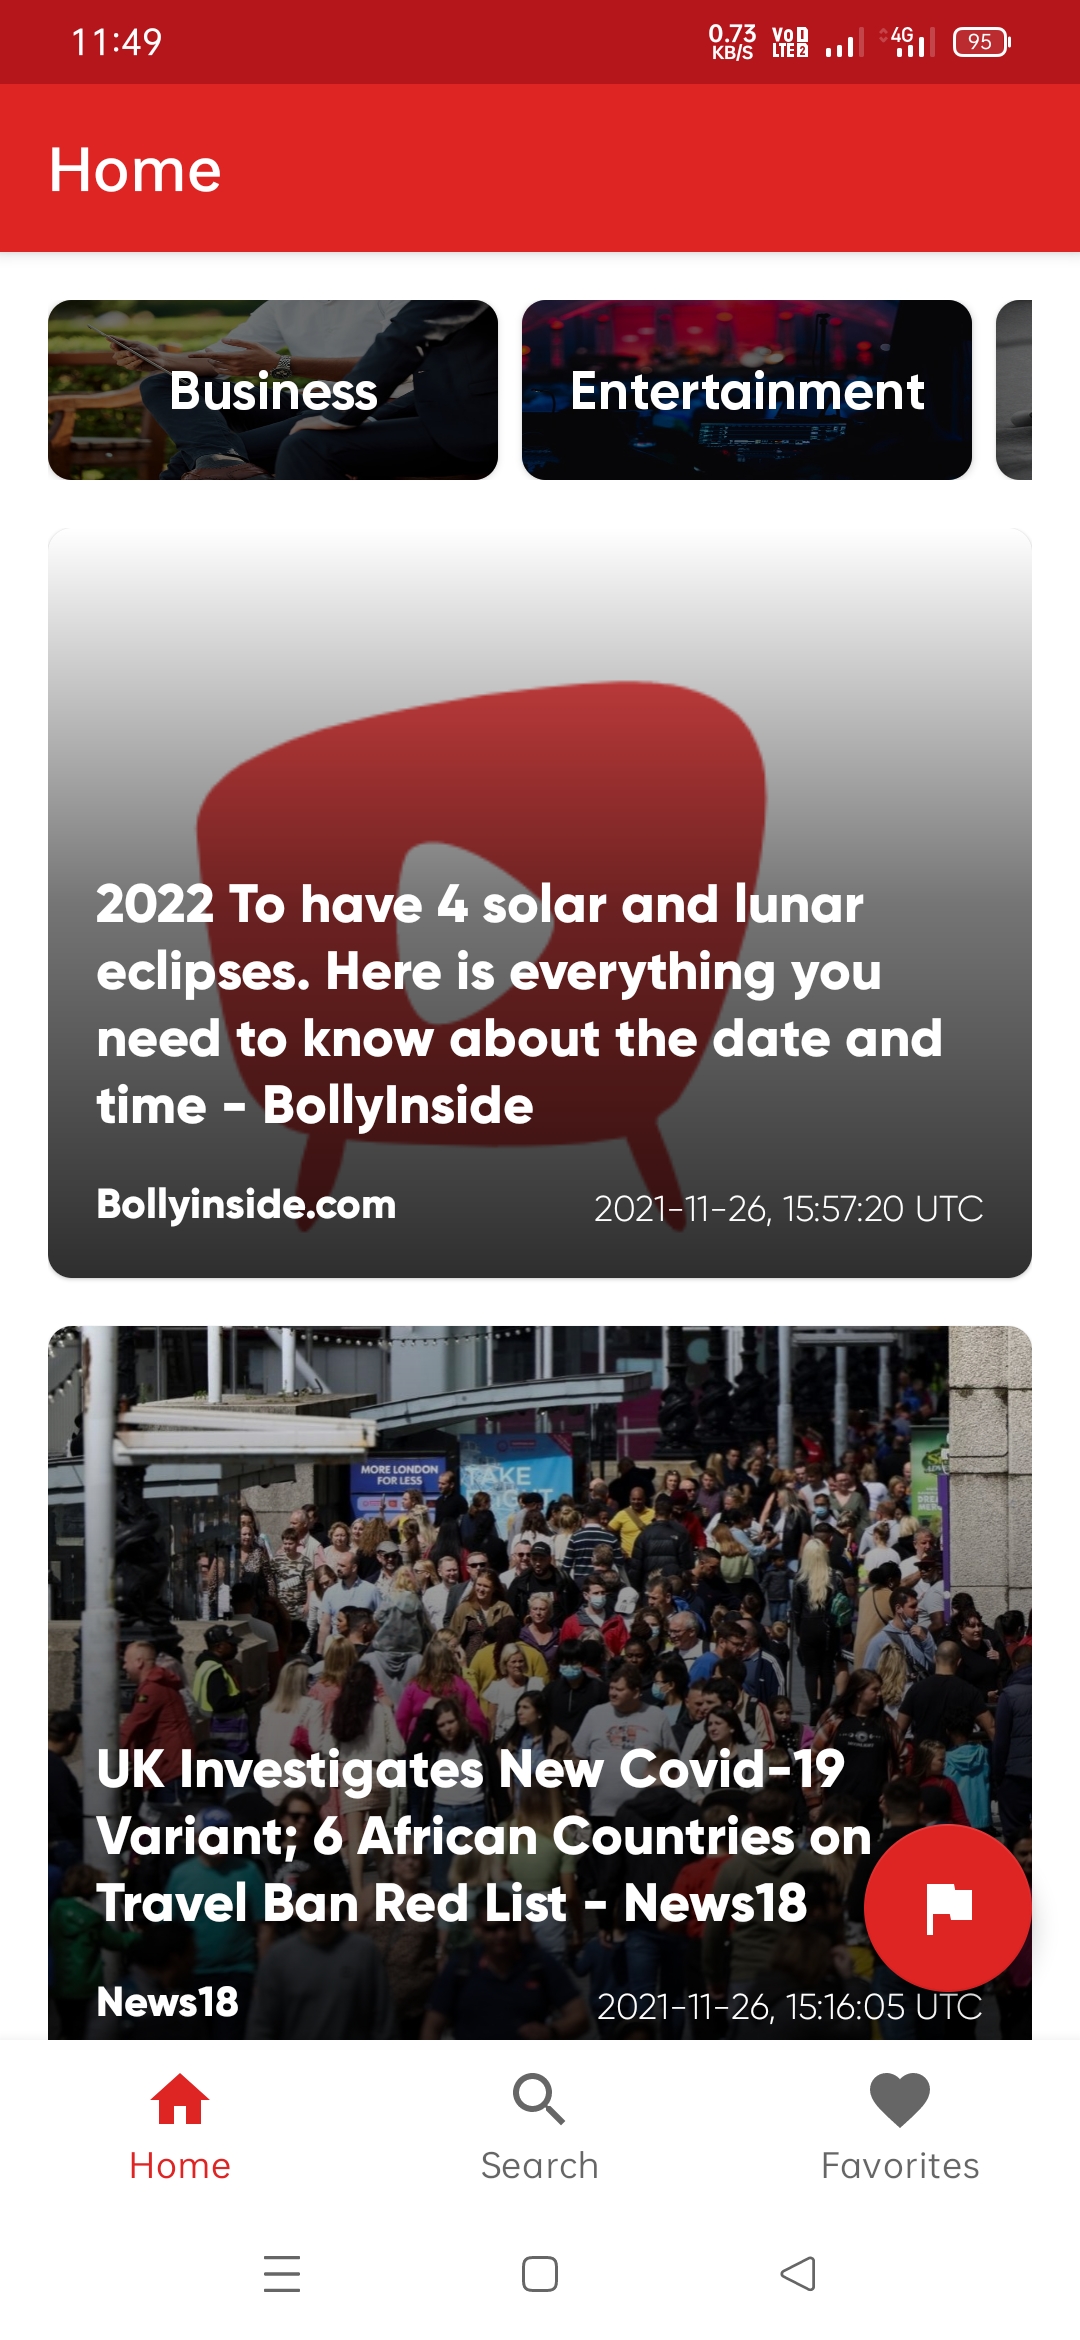 11:49
0.73 KB/S
Vo 1 LTE 2
4G
95
Home
Business
Entertainment
2022 To have 4 solar and lunar
eclipses. Here is everything you
need to know about the date and
time - BollyInside
Bollyinside.com
2021-11-26, 15:57:20 UTC
MORE LONDON
FOR LESS
TAKE
UK Investigates New Covid-19
Variant; 6 African Countries on
Travel Ban Red List - News18
News18
2021-11-26, 15:16:05 UTC
Home
Search
Favorites